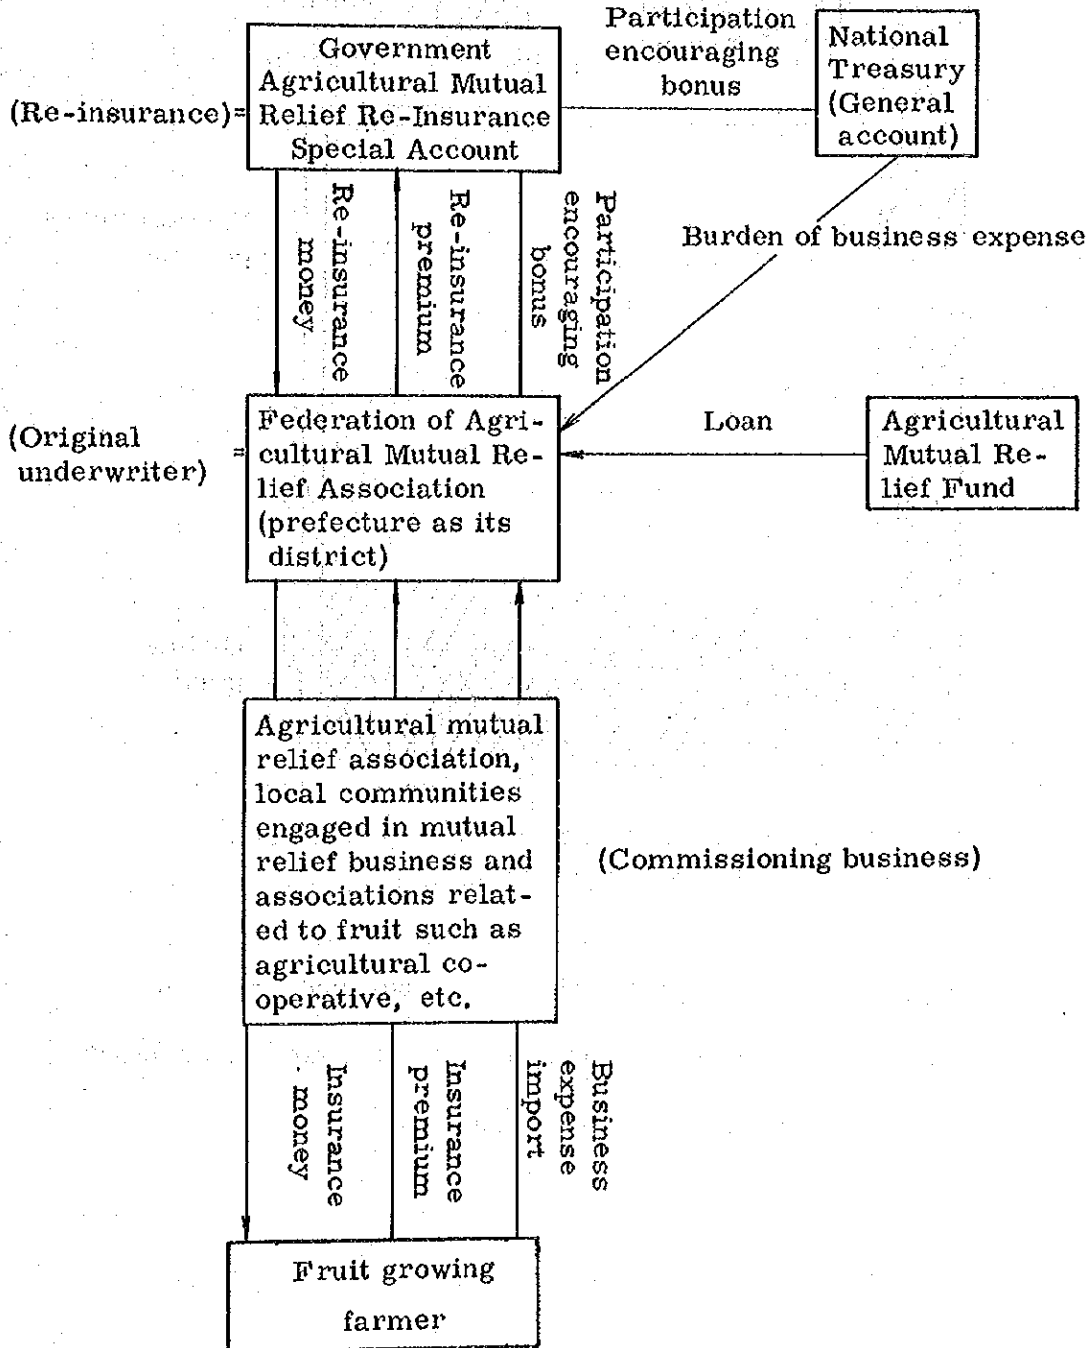 Participation
encouraging
bonus
National
Treasury
(General
account)
(Re-insurance)=
Government
Agricultural Mutual
Relief Re-Insurance
Special Account
Re-insurance
money
Re-insurance
premium
Participation
encouraging
bonus
Burden of business expense
(Original
underwriter)
=
Federation of Agri-
cultural Mutual Re-
lief Association
(prefecture as its
district)
Loan
Agricultural
Mutual Re-
lief Fund
Agricultural mutual
relief association,
local communities
engaged in mutual
relief business and
associations relat-
ed to fruit such as
agricultural co-
operative, etc.
(Commissioning business)
Insurance
money
Insurance
premium
Business
expense
import
Fruit growing
farmer